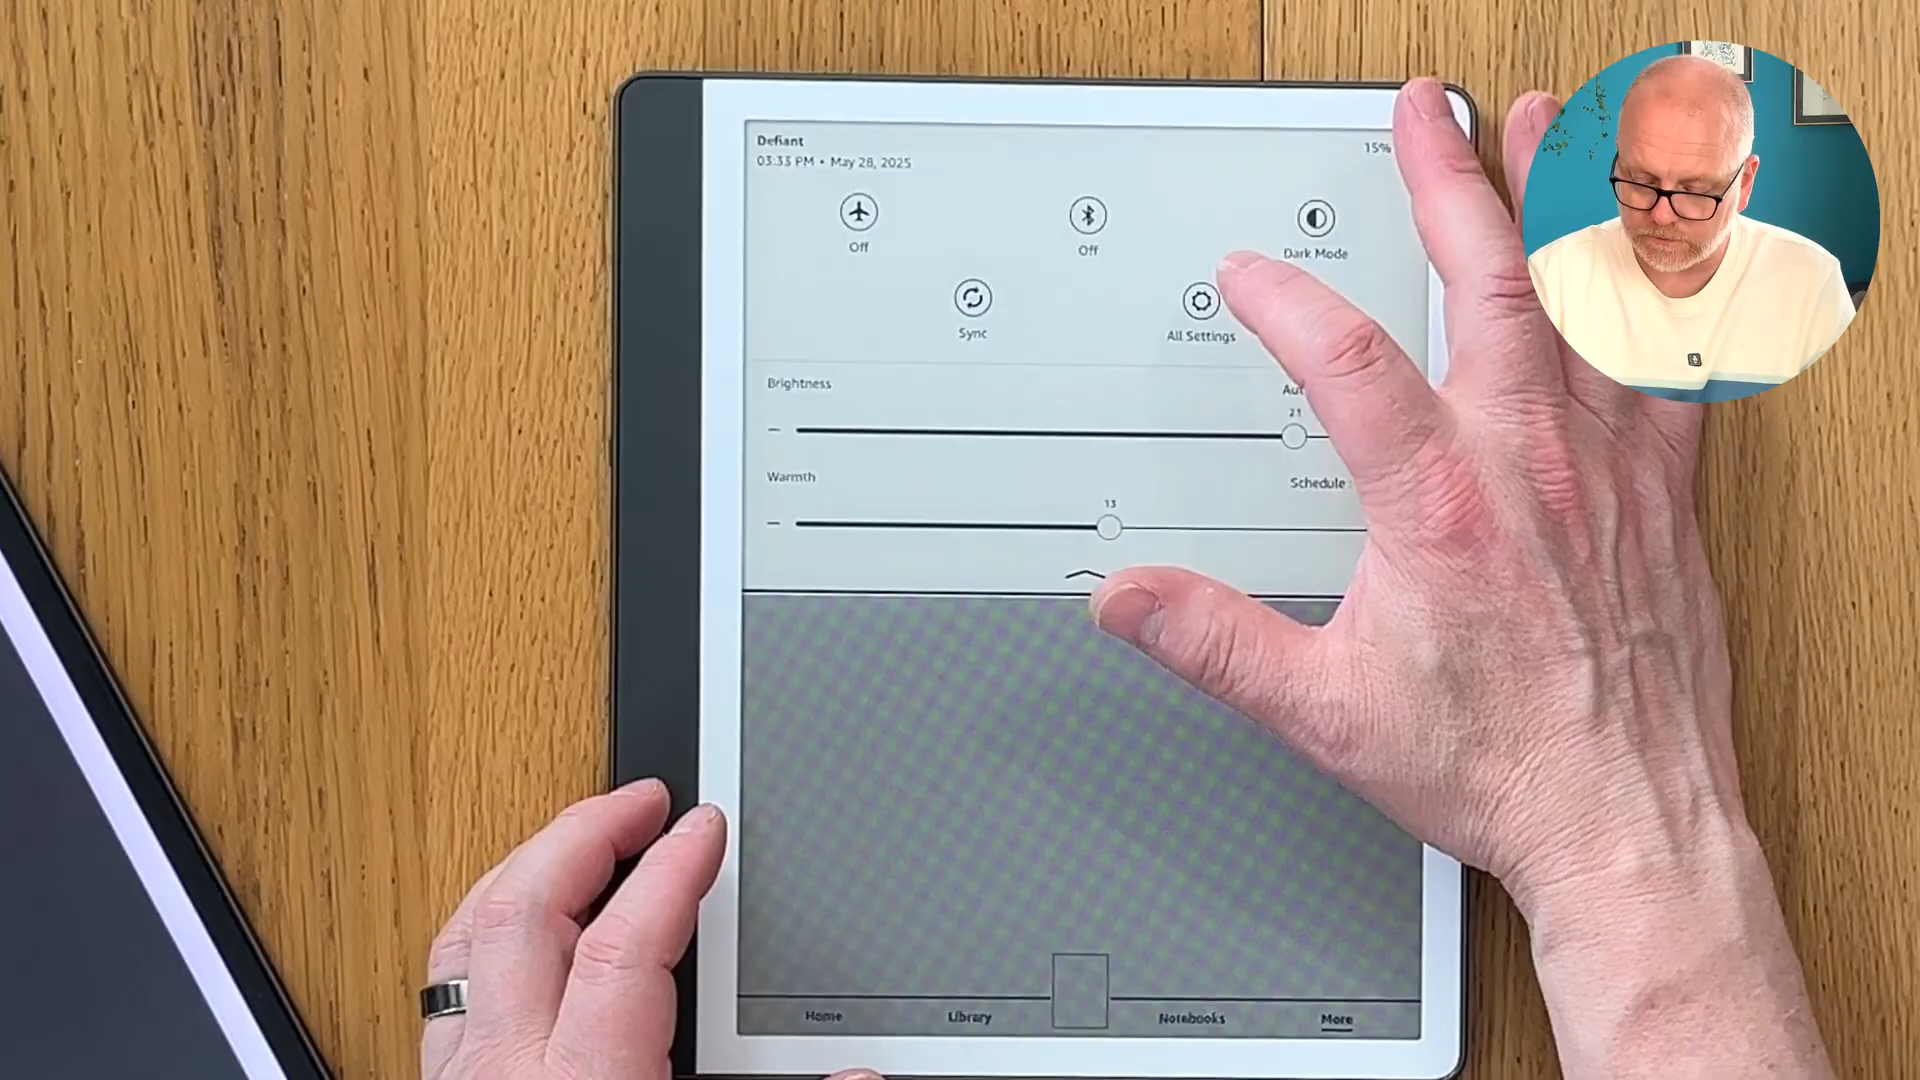 Defiant
03:33 PM • May 28, 2025
15%
Off
Off
Dark Mode
Sync
All Settings
Brightness
21
Warmth
Schedule
13
Home
Library
Notebooks
More